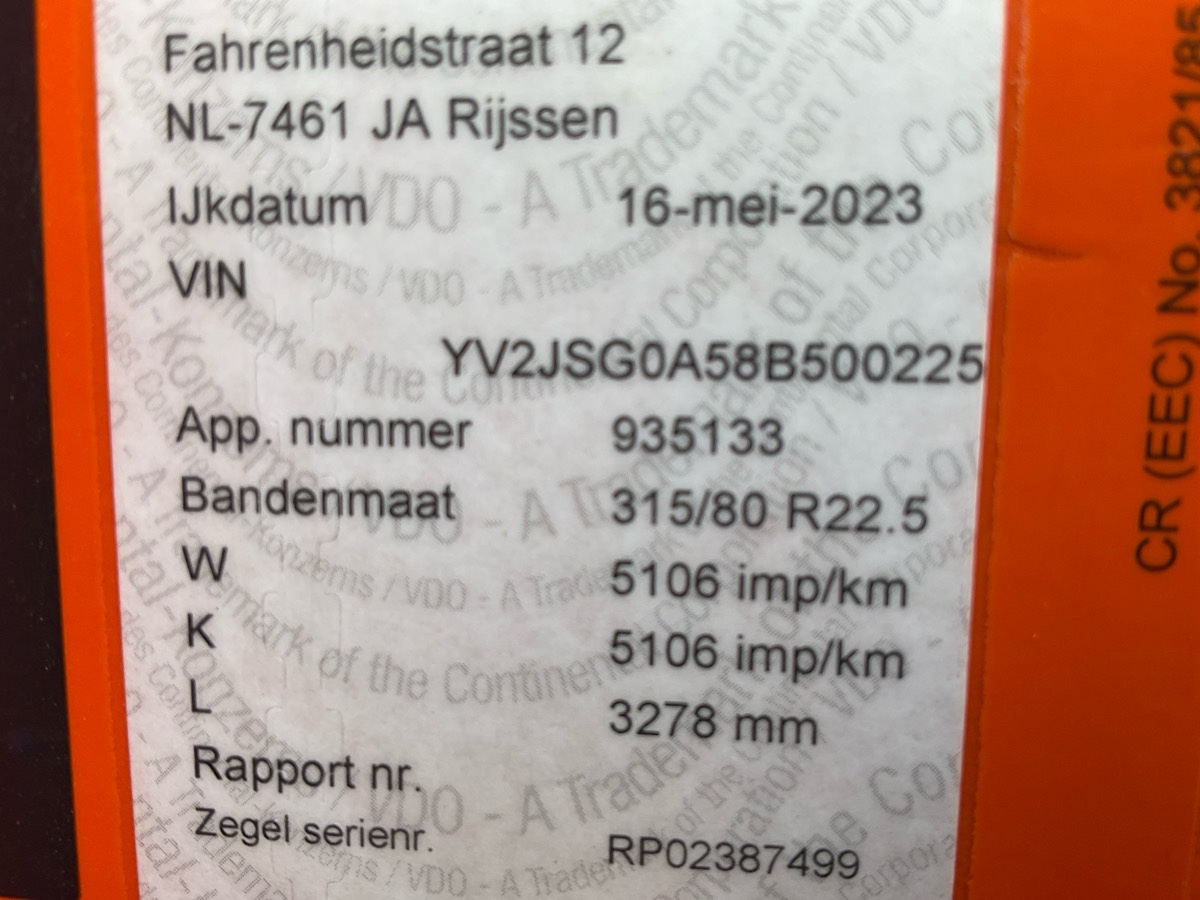 Fahrenheidstraat 12
NL-7461 JA Rijssen
IJkdatum 16-mei-2023
VIN
YV2JSG0A58B500225
App. nummer 935133
Bandenmaat 315/80 R22.5
W 5106 imp/km
K 5106 imp/km
L 3278 mm
Rapport nr.
Zegel serienr. RP02387499
CR (EEC) No. 3821/85